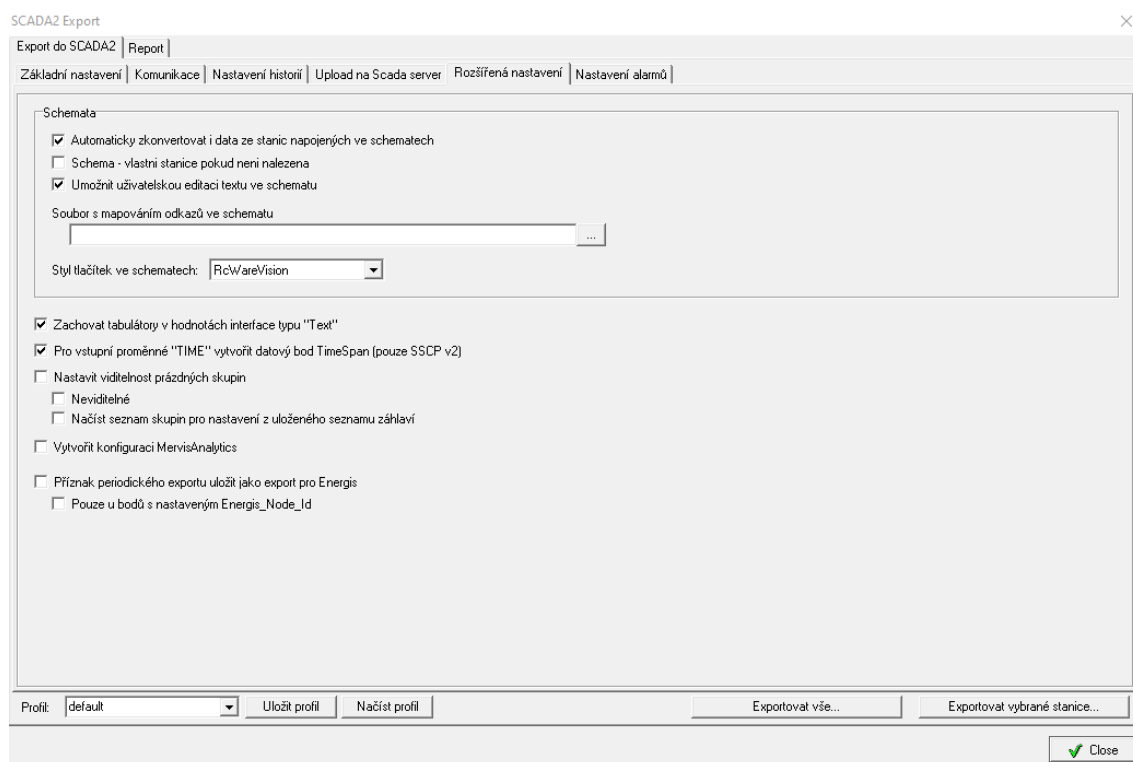 SCADA2 Export
Export do SCADA2 Report
Základní nastavení Komunikace Nastavení historií Upload na Scada server Rozšířená nastavení Nastavení alarmů
Schemata
Automaticky zkonvertovat i data ze stanic napojených ve schematech
Schema - vlastni stanice pokud neni nalezena
Umožnit uživatelskou editaci textu ve schematu
Soubor s mapováním odkazů ve schematu
...
Styl tlačítek ve schematech: RcWareVision
Zachovat tabulátory v hodnotách interface typu "Text"
Pro vstupní proměnné "TIME" vytvořit datový bod TimeSpan (pouze SSCP v2)
Nastavit viditelnost prázdných skupin
Neviditelné
Načíst seznam skupin pro nastavení z uloženého seznamu záhlaví
Vytvořit konfiguraci MervisAnalytics
Příznak periodického exportu uložit jako export pro Energis
Pouze u bodů s nastaveným Energis_Node_Id
Profil: default Uložit profil Načíst profil Exportovat vše... Exportovat vybrané stanice...
Close